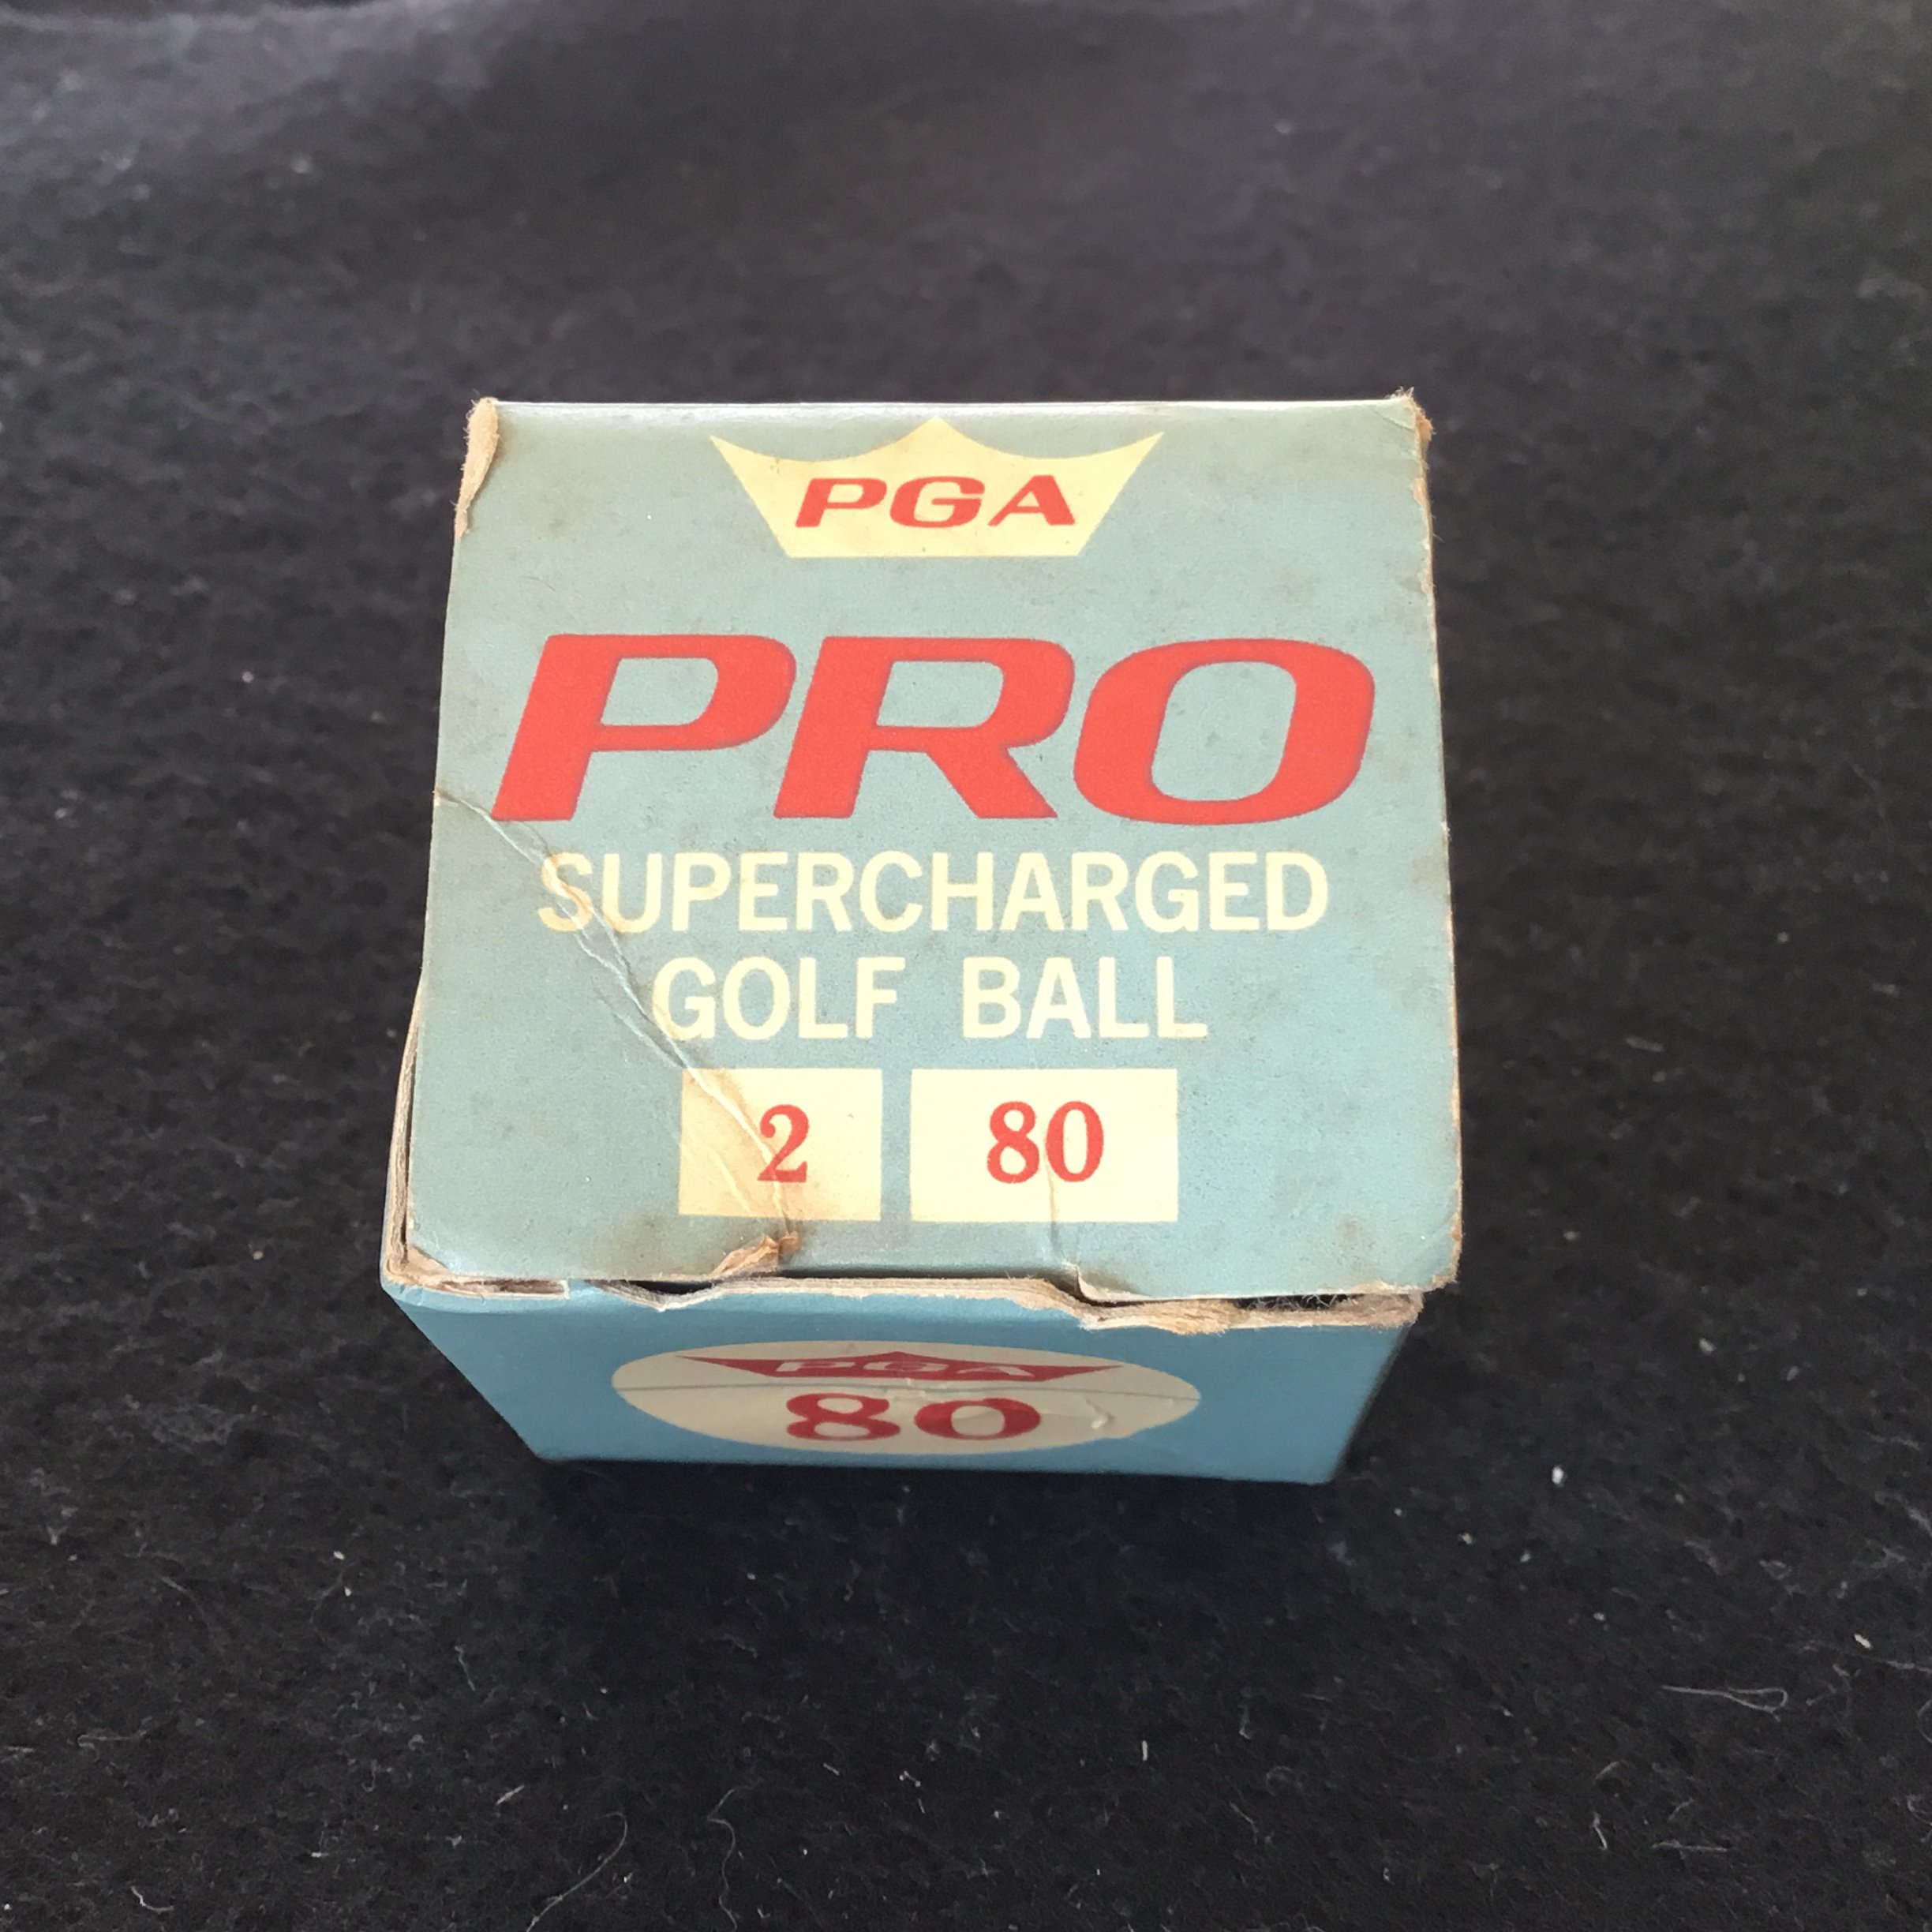 PGA
PRO
SUPERCHARGED
GOLF BALL
2 80
PGA
80